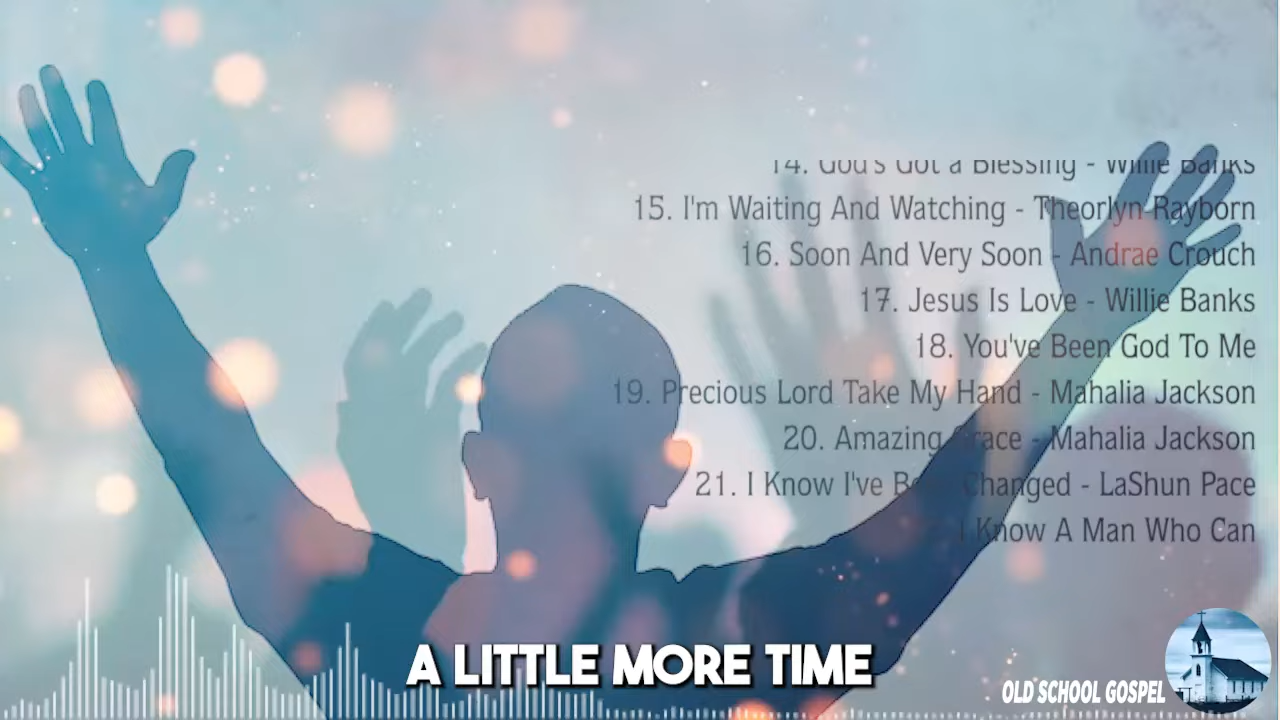 14. God's Got a Blessing - Willie Banks
15. I'm Waiting And Watching - Theorlyn Rayborn
16. Soon And Very Soon - Andrae Crouch
17. Jesus Is Love - Willie Banks
18. You've Been God To Me
19. Precious Lord Take My Hand - Mahalia Jackson
20. Amazing Grace - Mahalia Jackson
21. I Know I've Been Changed - LaShun Pace
I Know A Man Who Can
A LITTLE MORE TIME
OLD SCHOOL GOSPEL